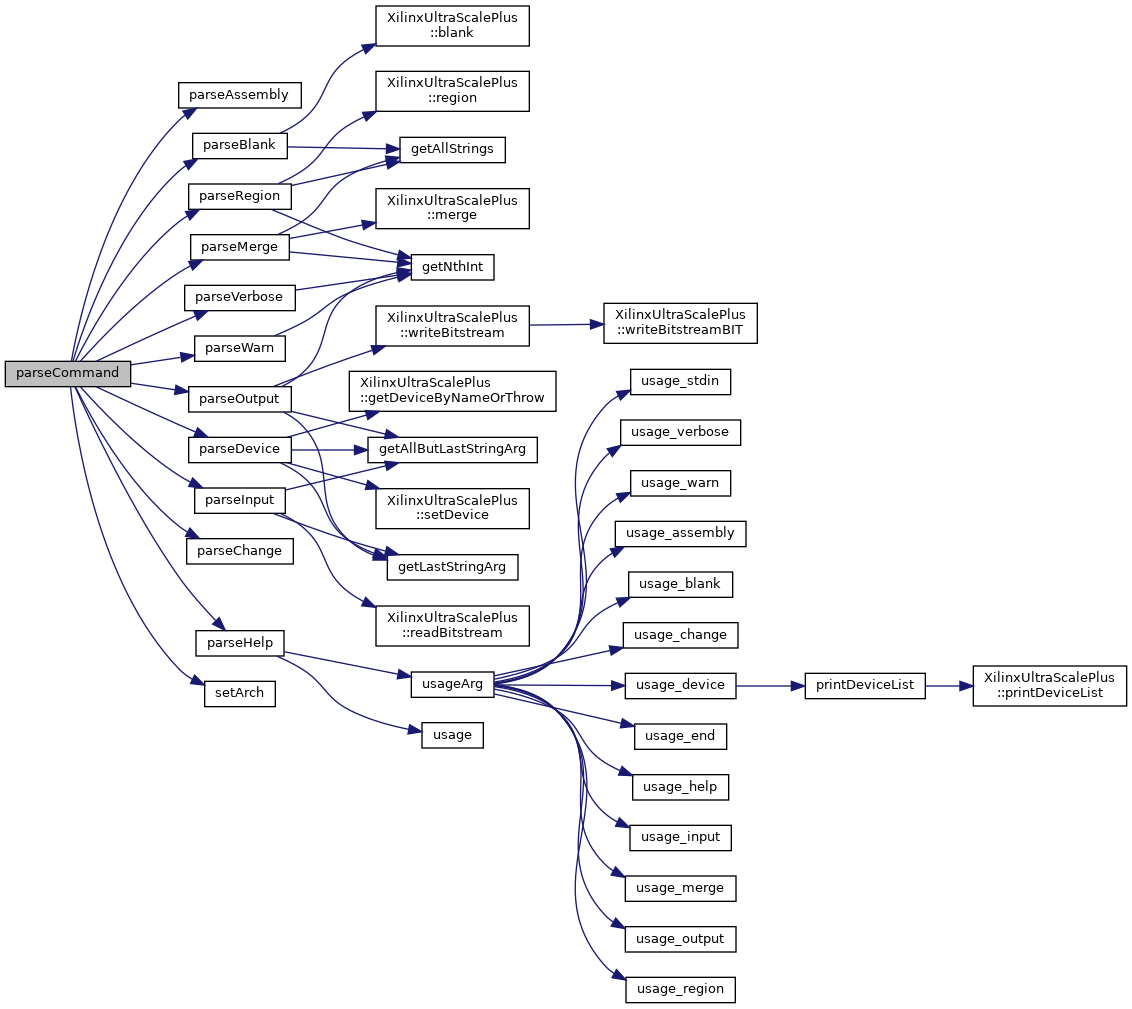 parseCommand
parseAssembly
parseBlank
parseRegion
parseMerge
parseVerbose
parseWarn
parseOutput
parseDevice
parseInput
parseChange
parseHelp
setArch
XilinxUltraScalePlus
::blank
XilinxUltraScalePlus
::region
getAllStrings
XilinxUltraScalePlus
::merge
getNthInt
XilinxUltraScalePlus
::writeBitstream
XilinxUltraScalePlus
::getDeviceByNameOrThrow
getAllButLastStringArg
XilinxUltraScalePlus
::setDevice
getLastStringArg
XilinxUltraScalePlus
::readBitstream
usageArg
usage
XilinxUltraScalePlus
::writeBitstreamBIT
usage_stdin
usage_verbose
usage_warn
usage_assembly
usage_blank
usage_change
usage_device
usage_end
usage_help
usage_input
usage_merge
usage_output
usage_region
printDeviceList
XilinxUltraScalePlus
::printDeviceList